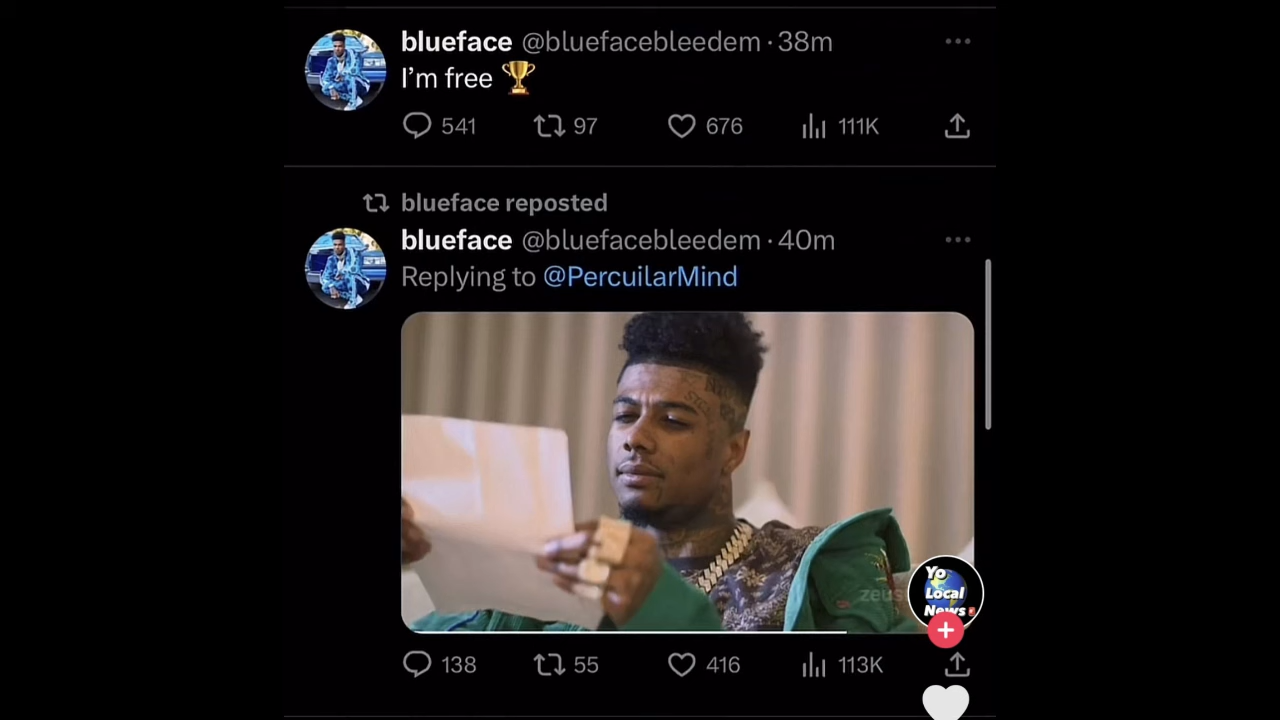 blueface @bluefacebleedem · 38m
I'm free 🏆
541 97 676 111K
blueface reposted
blueface @bluefacebleedem · 40m
Replying to @PercuilarMind
zeus
Yo
Local
News
138 55 416 113K